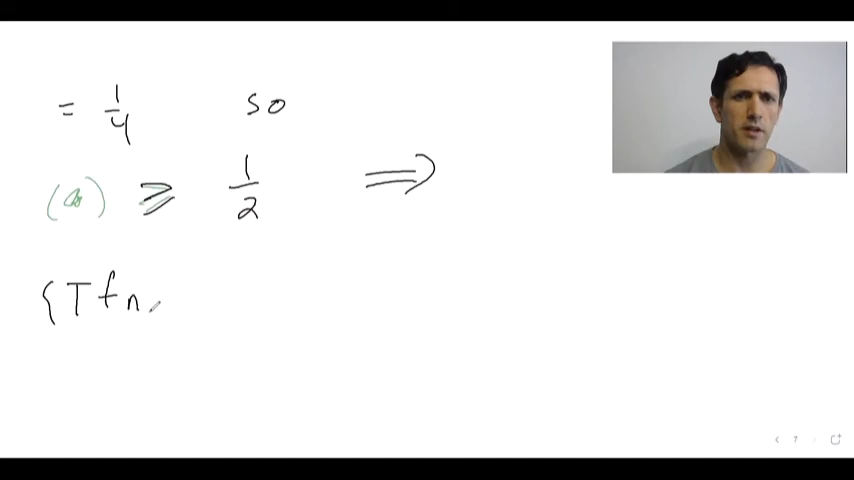 = 1/4 so
(*) ≥ 1/2 ⟹
{Tfn